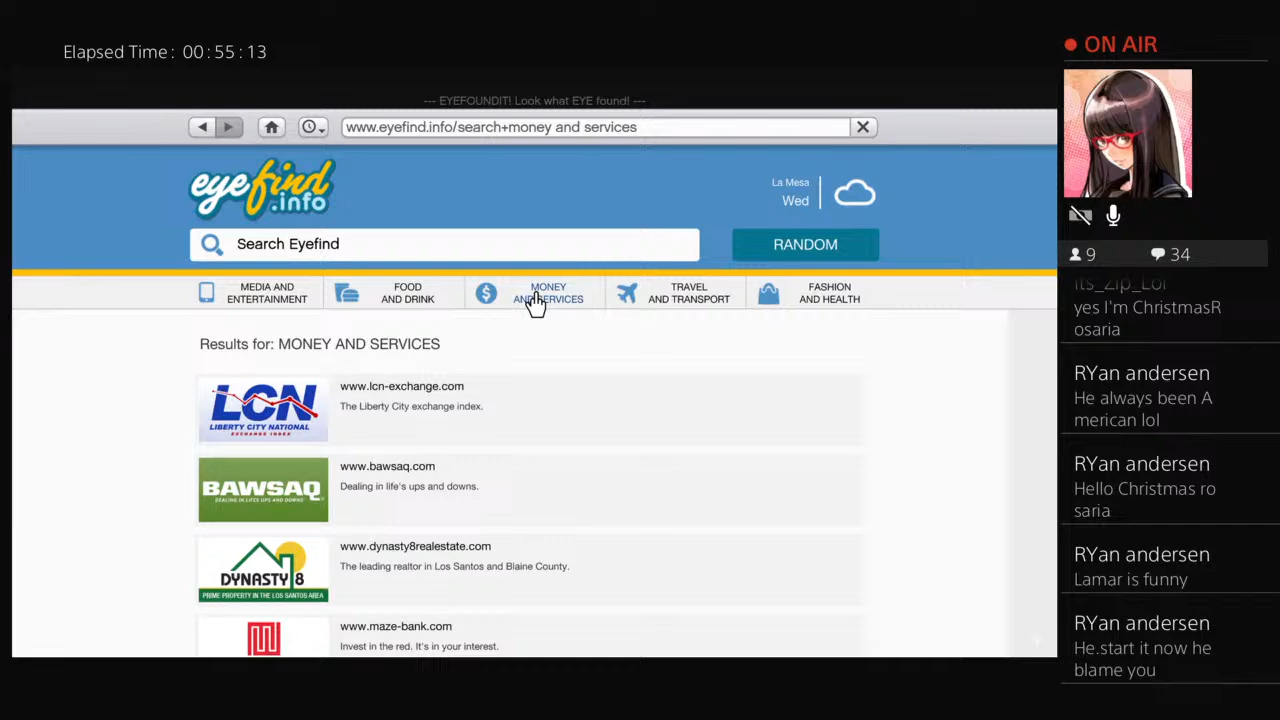 Elapsed Time: 00:55:13
ON AIR
--- EYEFOUNDIT! Look what EYE found! ---
www.eyefind.info/search+money and services
eyefind
.info
La Mesa
Wed
Search Eyefind
RANDOM
MEDIA AND
ENTERTAINMENT
FOOD
AND DRINK
MONEY
AND SERVICES
TRAVEL
AND TRANSPORT
FASHION
AND HEALTH
Results for: MONEY AND SERVICES
LCN
LIBERTY CITY NATIONAL
EXCHANGE INDEX
www.lcn-exchange.com
The Liberty City exchange index.
BAWSAQ
DEALING IN LIFE'S UPS AND DOWNS
www.bawsaq.com
Dealing in life's ups and downs.
DYNASTY 8
PRIME PROPERTY IN THE LOS SANTOS AREA
www.dynasty8realestate.com
The leading realtor in Los Santos and Blaine County.
www.maze-bank.com
Invest in the red. It's in your interest.
9
34
Its_Zip_Lol
yes I'm ChristmasR
osaria
RYan andersen
He always been A
merican lol
RYan andersen
Hello Christmas ro
saria
RYan andersen
Lamar is funny
RYan andersen
He.start it now he
blame you